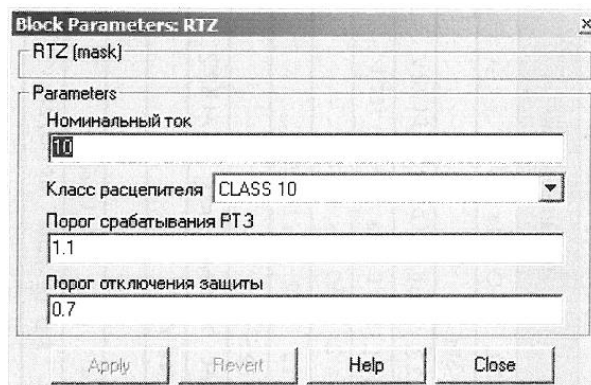 Block Parameters: RTZ
RTZ (mask)
Parameters
Номинальный ток
10
Класс расцепителя CLASS 10
Порог срабатывания РТЗ
1.1
Порог отключения защиты
0.7
Apply Revert Help Close